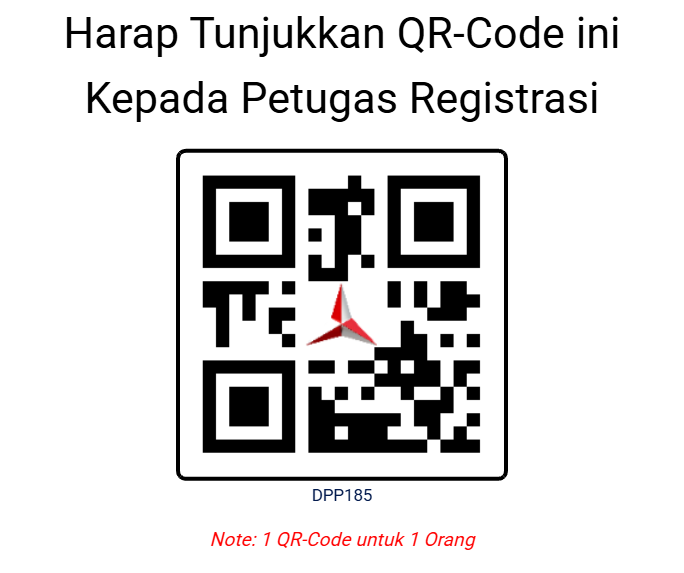 Harap Tunjukkan QR-Code ini
Kepada Petugas Registrasi
DPP185
Note: 1 QR-Code untuk 1 Orang